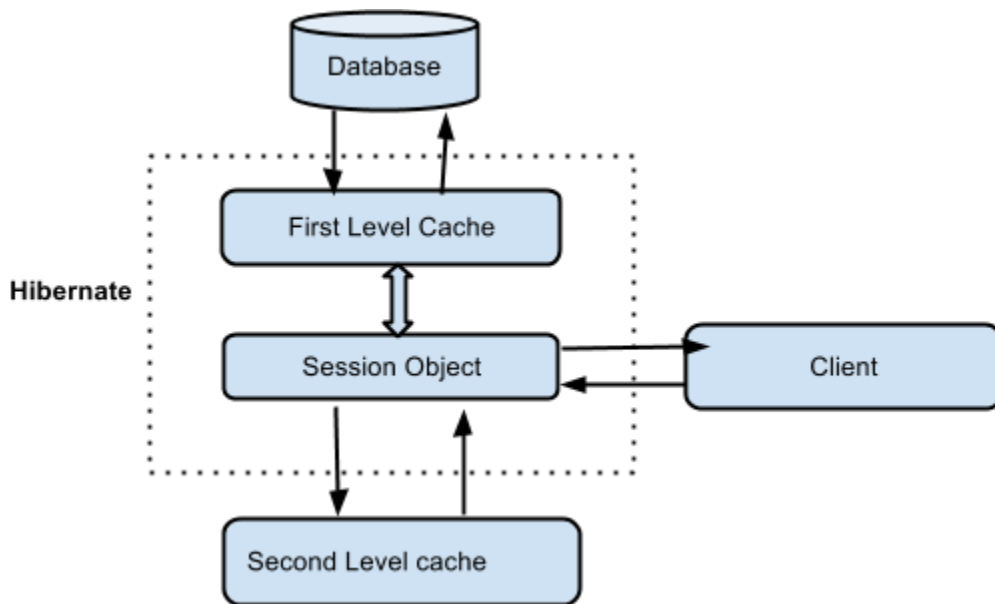 Database
First Level Cache
Hibernate
Session Object
Client
Second Level cache